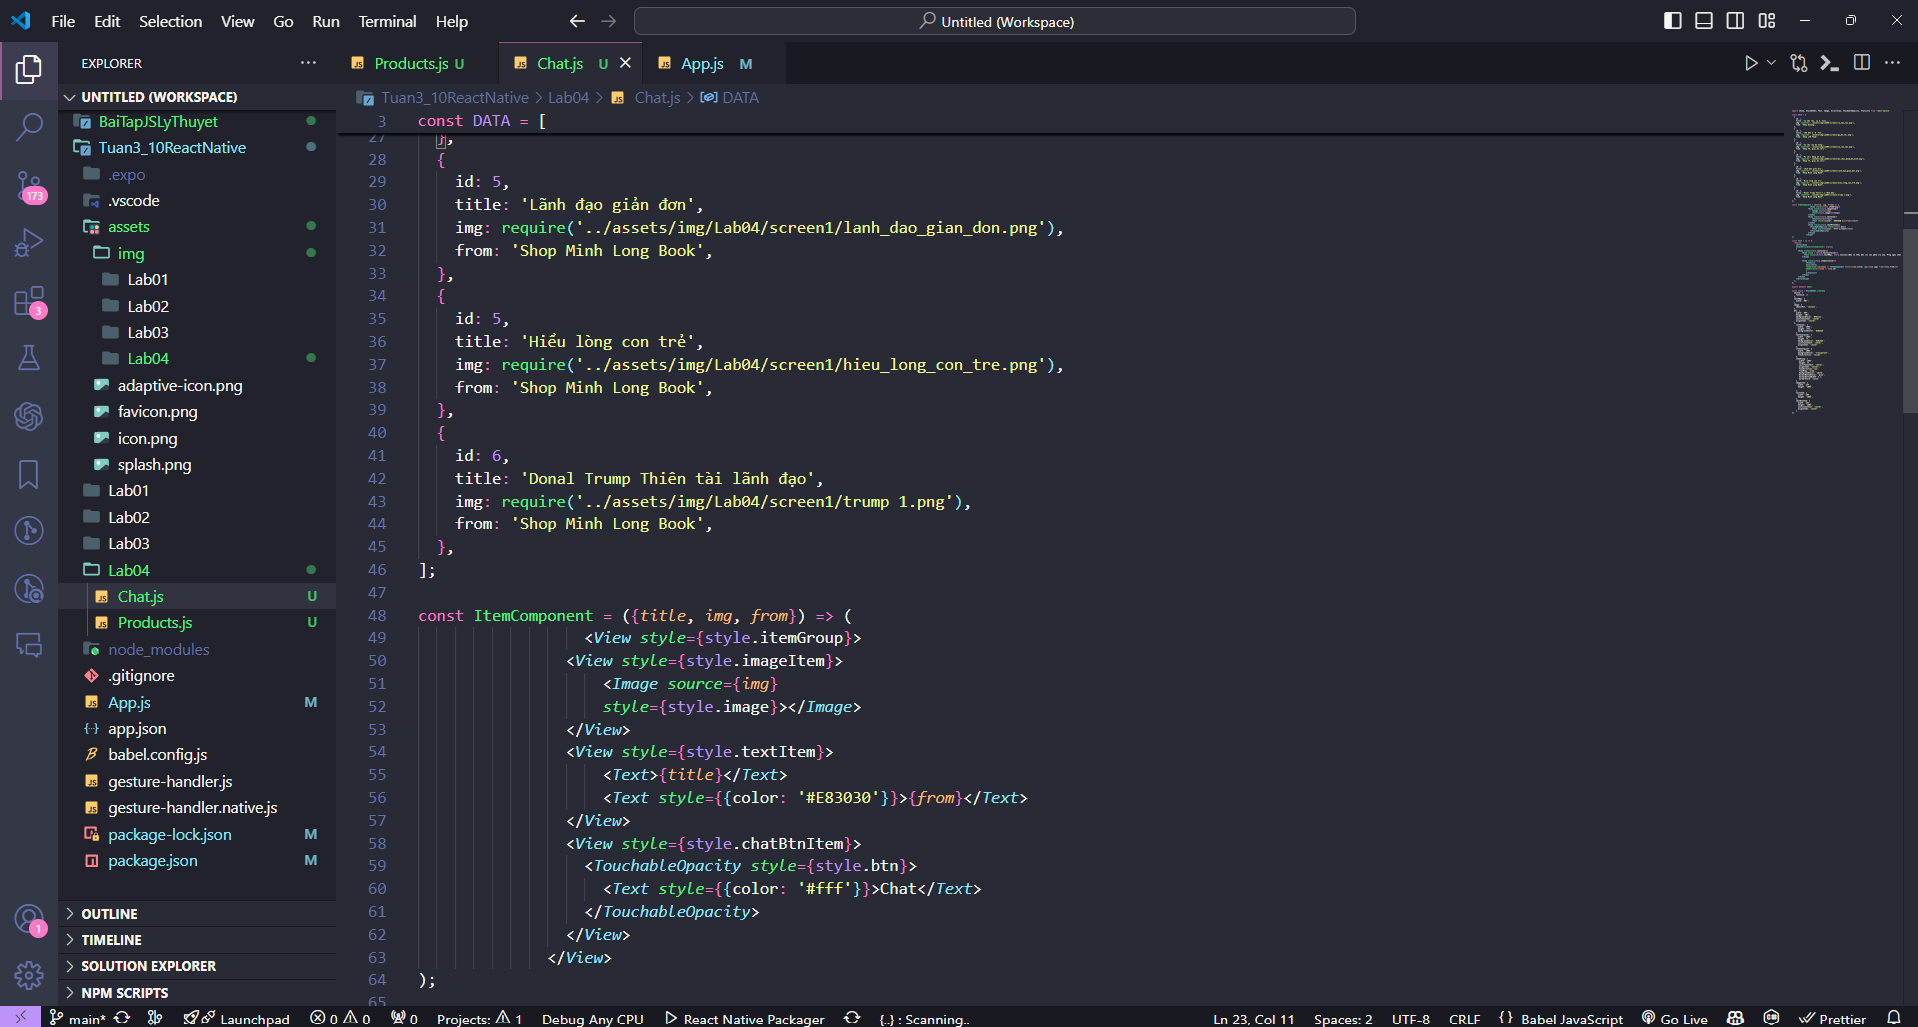 File Edit Selection View Go Run Terminal Help
Untitled (Workspace)
EXPLORER
Products.js U
Chat.js U
App.js M
UNTITLED (WORKSPACE)
Tuan3_10ReactNative > Lab04 > JS Chat.js > DATA
BaiTapJSLyThuyet
Tuan3_10ReactNative
.expo
.vscode
assets
img
Lab01
Lab02
Lab03
Lab04
adaptive-icon.png
favicon.png
icon.png
splash.png
Lab01
Lab02
Lab03
Lab04
Chat.js U
Products.js U
node_modules
.gitignore
App.js M
app.json
babel.config.js
gesture-handler.js
gesture-handler.native.js
package-lock.json M
package.json M
OUTLINE
TIMELINE
SOLUTION EXPLORER
NPM SCRIPTS
173
3
1
3 const DATA = [
27 },
28 {
29 id: 5,
30 title: 'Lãnh đạo giản đơn',
31 img: require('../assets/img/Lab04/screen1/lanh_dao_gian_don.png'),
32 from: 'Shop Minh Long Book',
33 },
34 {
35 id: 5,
36 title: 'Hiểu lòng con trẻ',
37 img: require('../assets/img/Lab04/screen1/hieu_long_con_tre.png'),
38 from: 'Shop Minh Long Book',
39 },
40 {
41 id: 6,
42 title: 'Donal Trump Thiên tài lãnh đạo',
43 img: require('../assets/img/Lab04/screen1/trump 1.png'),
44 from: 'Shop Minh Long Book',
45 },
46 ];
47
48 const ItemComponent = ({title, img, from}) => (
49 <View style={style.itemGroup}>
50 <View style={style.imageItem}>
51 <Image source={img}
52 style={style.image}></Image>
53 </View>
54 <View style={style.textItem}>
55 <Text>{title}</Text>
56 <Text style={{color: '#E83030'}}>{from}</Text>
57 </View>
58 <View style={style.chatBtnItem}>
59 <TouchableOpacity style={style.btn}>
60 <Text style={{color: '#fff'}}>Chat</Text>
61 </TouchableOpacity>
62 </View>
63 </View>
64 );
65
main* Launchpad 0 0 0 Projects: 1 Debug Any CPU React Native Packager {..} : Scanning.. Ln 23, Col 11 Spaces: 2 UTF-8 CRLF {} Babel JavaScript Go Live Prettier